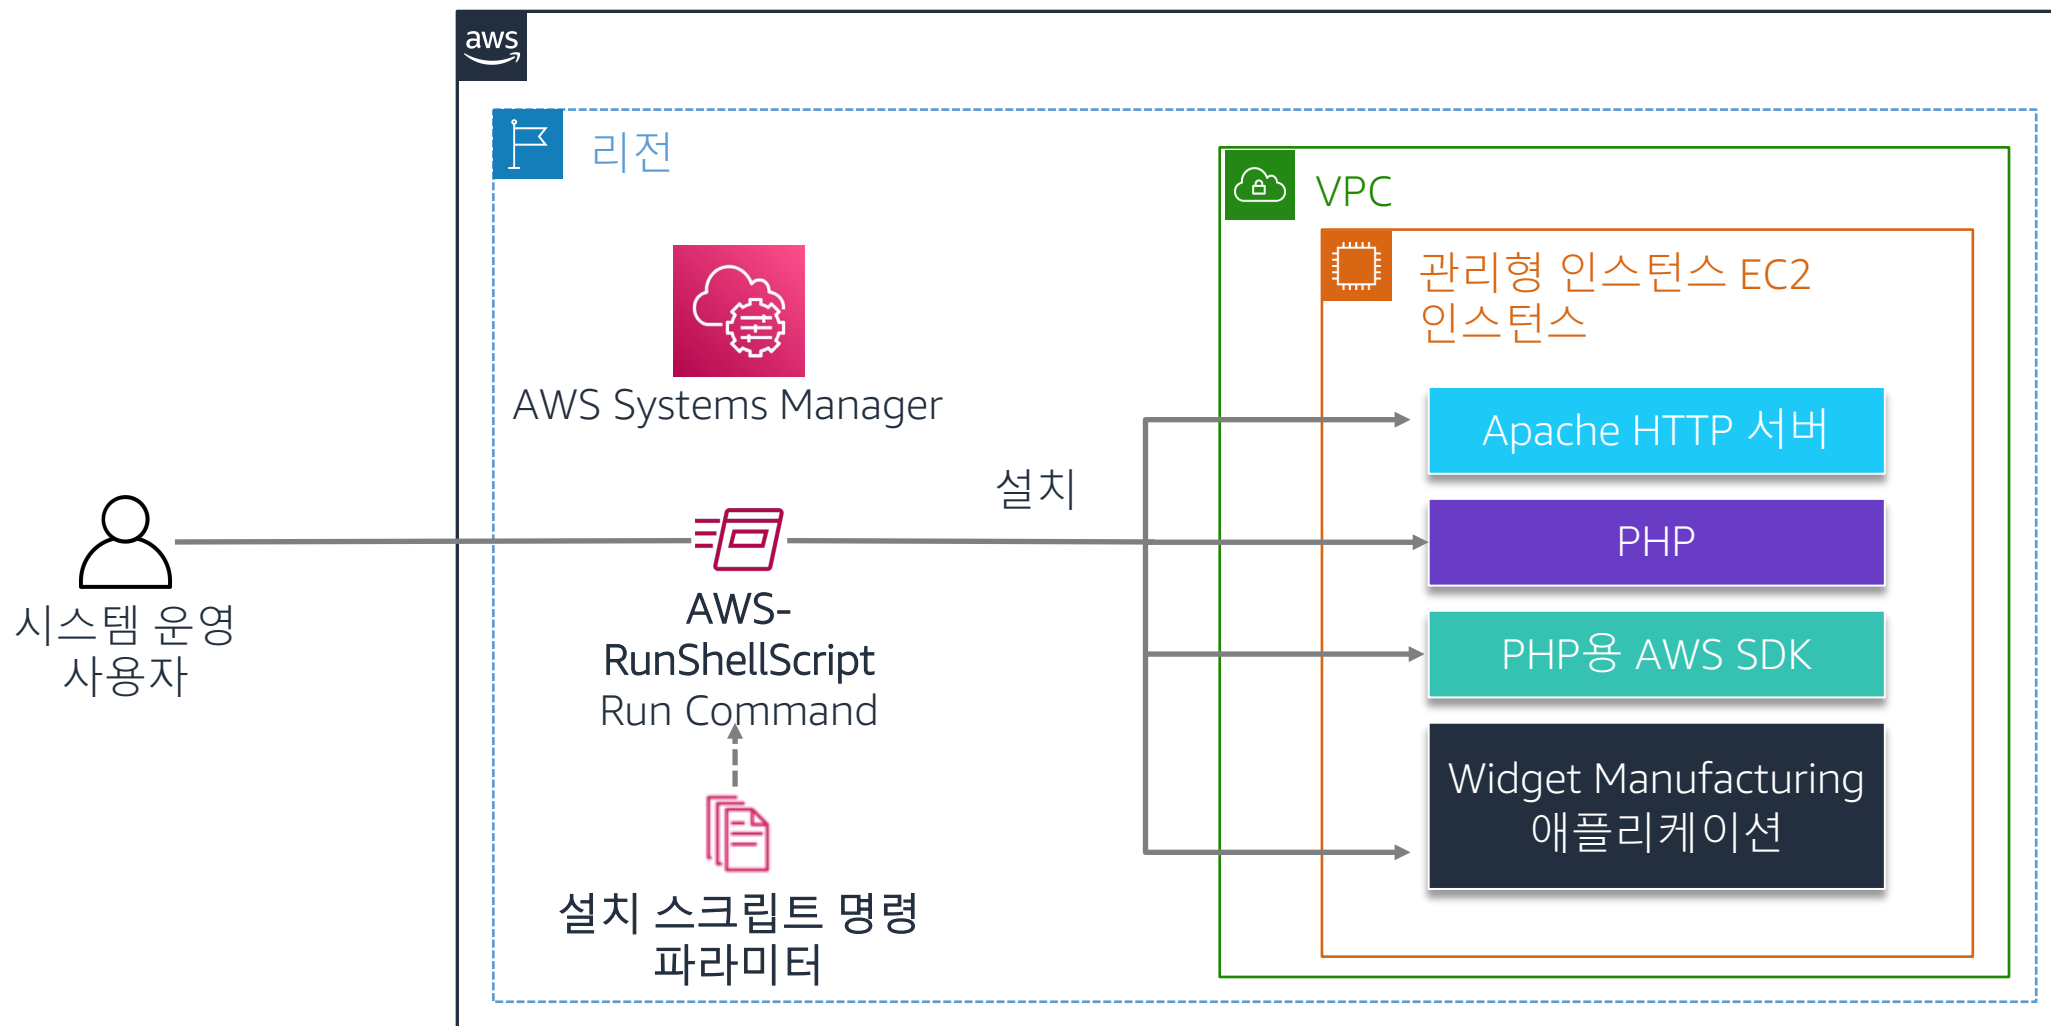 aws
리전
VPC
관리형 인스턴스 EC2
인스턴스
AWS Systems Manager
Apache HTTP 서버
설치
PHP
시스템 운영
사용자
AWS-
RunShellScript
Run Command
PHP용 AWS SDK
Widget Manufacturing
애플리케이션
설치 스크립트 명령
파라미터